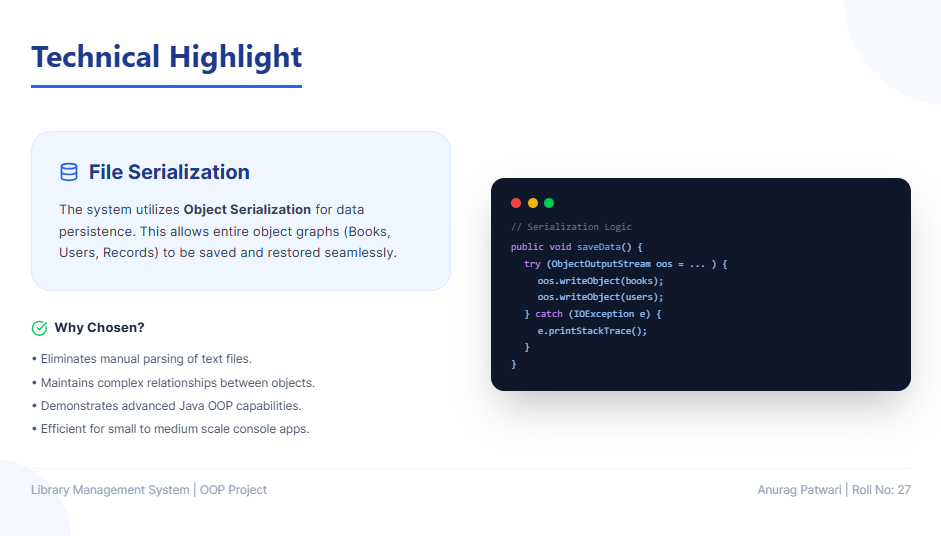 Technical Highlight
File Serialization
The system utilizes Object Serialization for data
persistence. This allows entire object graphs (Books,
Users, Records) to be saved and restored seamlessly.
Why Chosen?
• Eliminates manual parsing of text files.
• Maintains complex relationships between objects.
• Demonstrates advanced Java OOP capabilities.
• Efficient for small to medium scale console apps.
// Serialization Logic
public void saveData() {
try (ObjectOutputStream oos = ... ) {
oos.writeObject(books);
oos.writeObject(users);
} catch (IOException e) {
e.printStackTrace();
}
}
Library Management System | OOP Project
Anurag Patwari | Roll No: 27